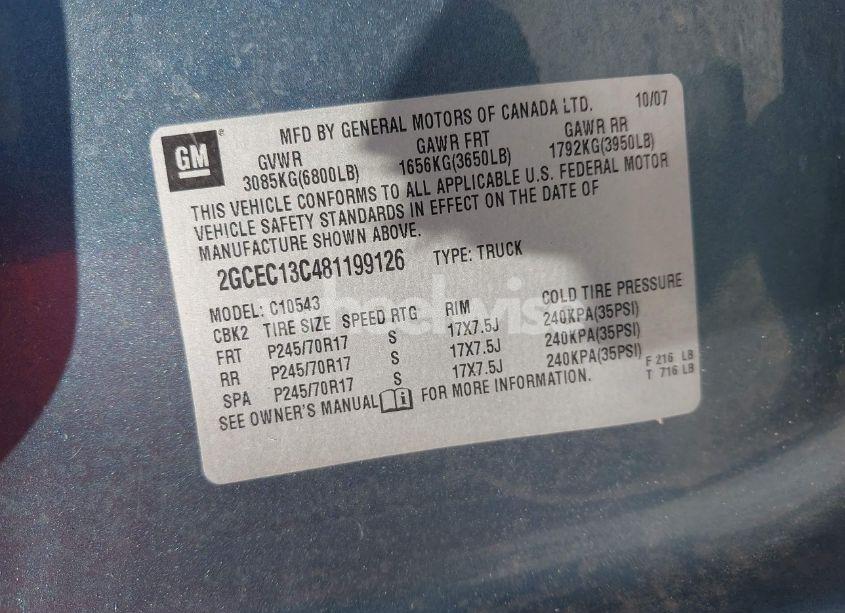 GM
MFD BY GENERAL MOTORS OF CANADA LTD. 10/07
GVWR GAWR FRT GAWR RR
3085KG(6800LB) 1656KG(3650LB) 1792KG(3950LB)
THIS VEHICLE CONFORMS TO ALL APPLICABLE U.S. FEDERAL MOTOR
VEHICLE SAFETY STANDARDS IN EFFECT ON THE DATE OF
MANUFACTURE SHOWN ABOVE.
2GCEC13C481199126 TYPE: TRUCK
MODEL: C10543
CBK2 TIRE SIZE SPEED RTG RIM COLD TIRE PRESSURE
FRT P245/70R17 S 17X7.5J 240KPA(35PSI)
RR P245/70R17 S 17X7.5J 240KPA(35PSI)
SPA P245/70R17 S 17X7.5J 240KPA(35PSI)
SEE OWNER'S MANUAL FOR MORE INFORMATION.
F 216 LB
T 716 LB